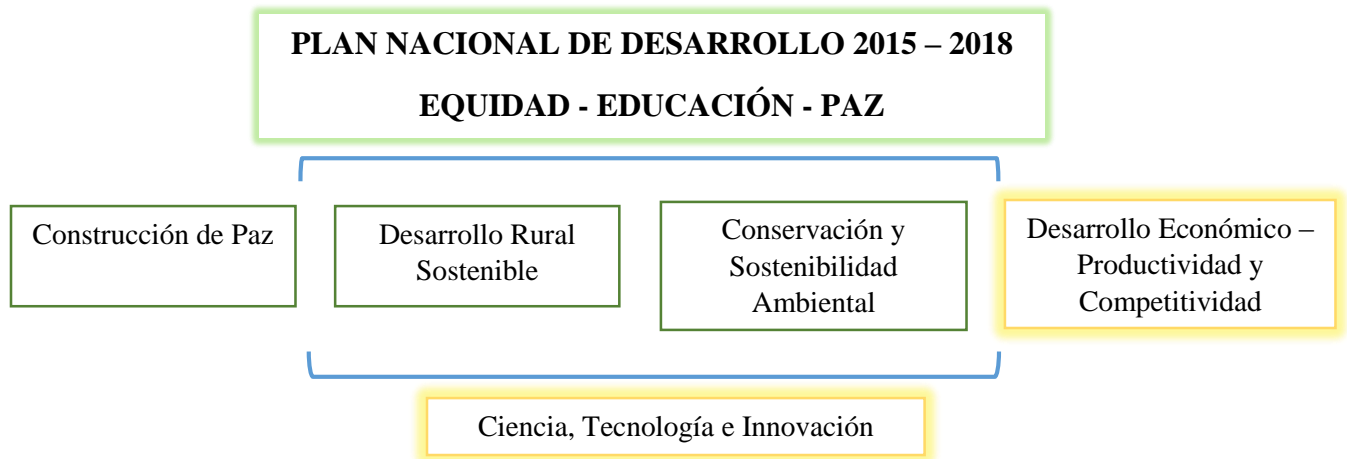 PLAN NACIONAL DE DESARROLLO 2015 – 2018
EQUIDAD - EDUCACIÓN - PAZ
Construcción de Paz
Desarrollo Rural
Sostenible
Conservación y
Sostenibilidad
Ambiental
Desarrollo Económico –
Productividad y
Competitividad
Ciencia, Tecnología e Innovación